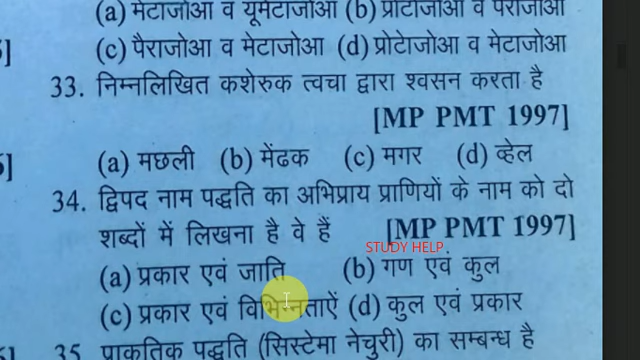 (a) मेटाजोआ व यूमेटाजोआ (b) प्रोटोजोआ व पैराजोआ
5]
(c) पैराजोआ व मेटाजोआ (d) प्रोटोजोआ व मेटाजोआ
33. निम्नलिखित कशेरुक त्वचा द्वारा श्वसन करता है
[MP PMT 1997]
(a) मछली (b) मेंढक (c) मगर (d) व्हेल
34. द्विपद नाम पद्धति का अभिप्राय प्राणियों के नाम को दो
शब्दों में लिखना है वे हैं [MP PMT 1997]
STUDY HELP
(a) प्रकार एवं जाति (b) गण एवं कुल
(c) प्रकार एवं विभिन्नताऐं (d) कुल एवं प्रकार
35. प्राकृतिक पद्धति (सिस्टेमा नेचुरी) का सम्बन्ध है